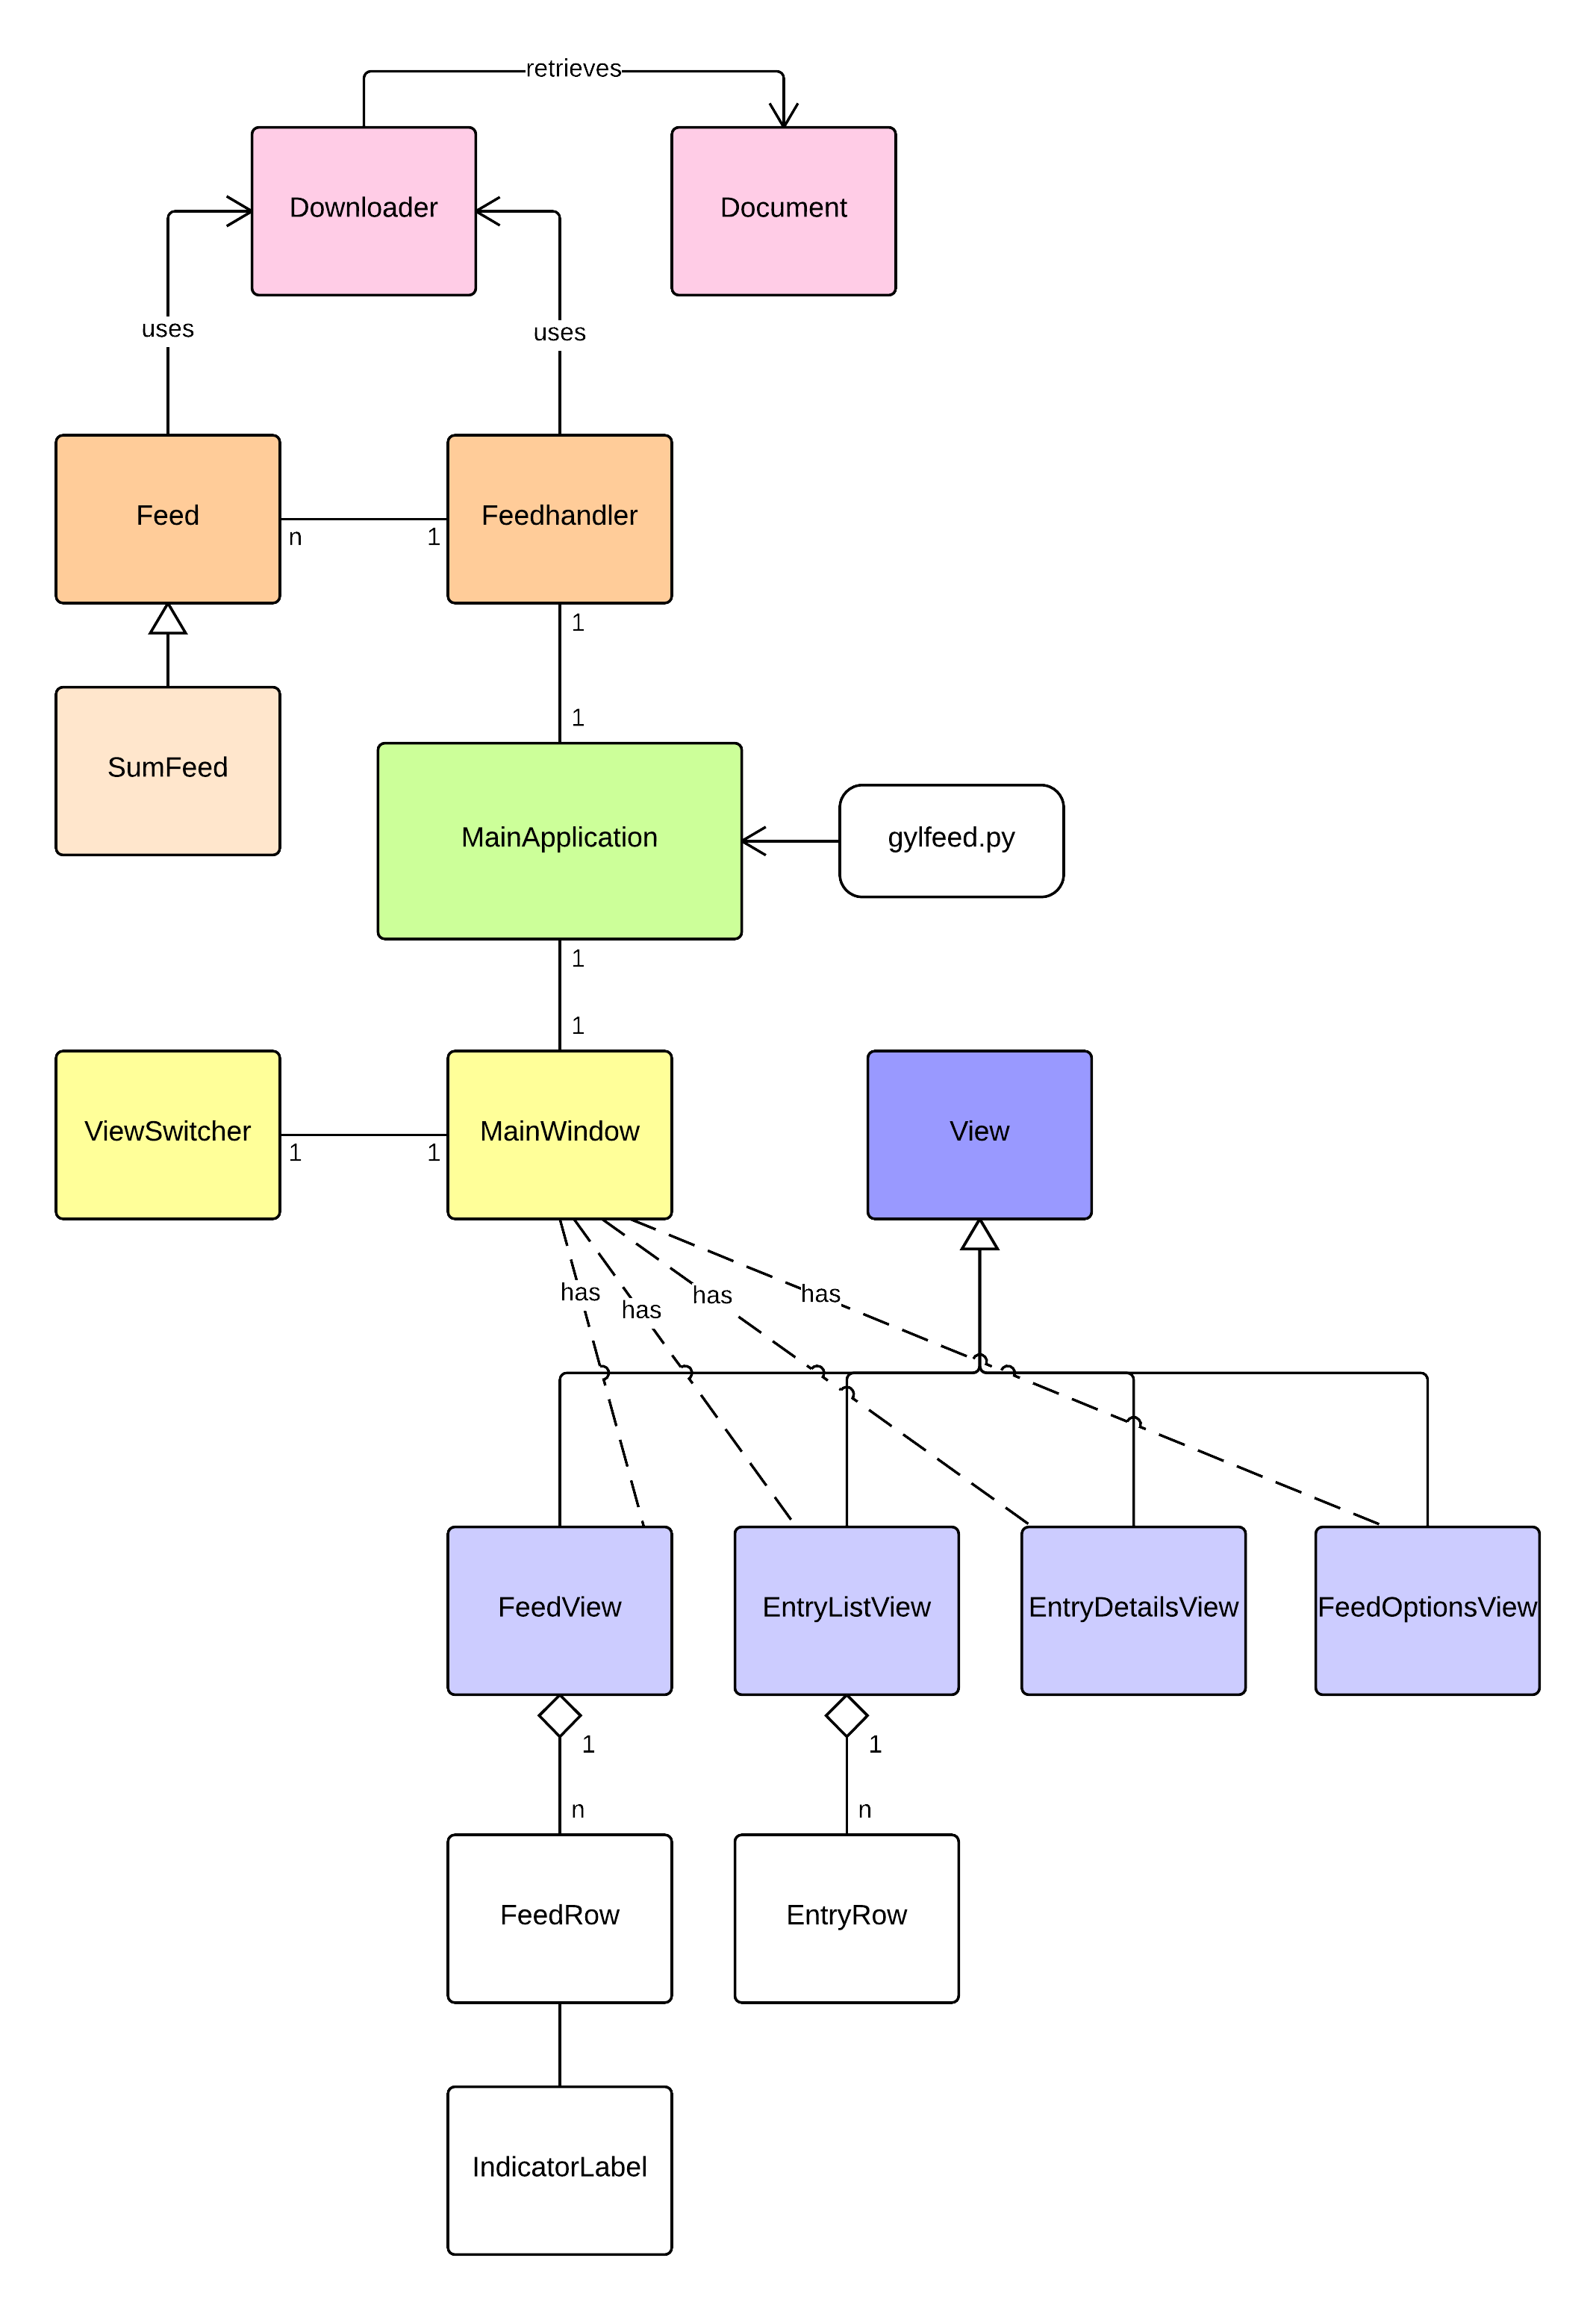 retrieves
Downloader
Document
uses
uses
Feed
Feedhandler
n
1
1
SumFeed
1
MainApplication
gylfeed.py
1
1
ViewSwitcher
MainWindow
View
1
1
has
has
has
has
FeedView
EntryListView
EntryDetailsView
FeedOptionsView
1
1
n
n
FeedRow
EntryRow
IndicatorLabel